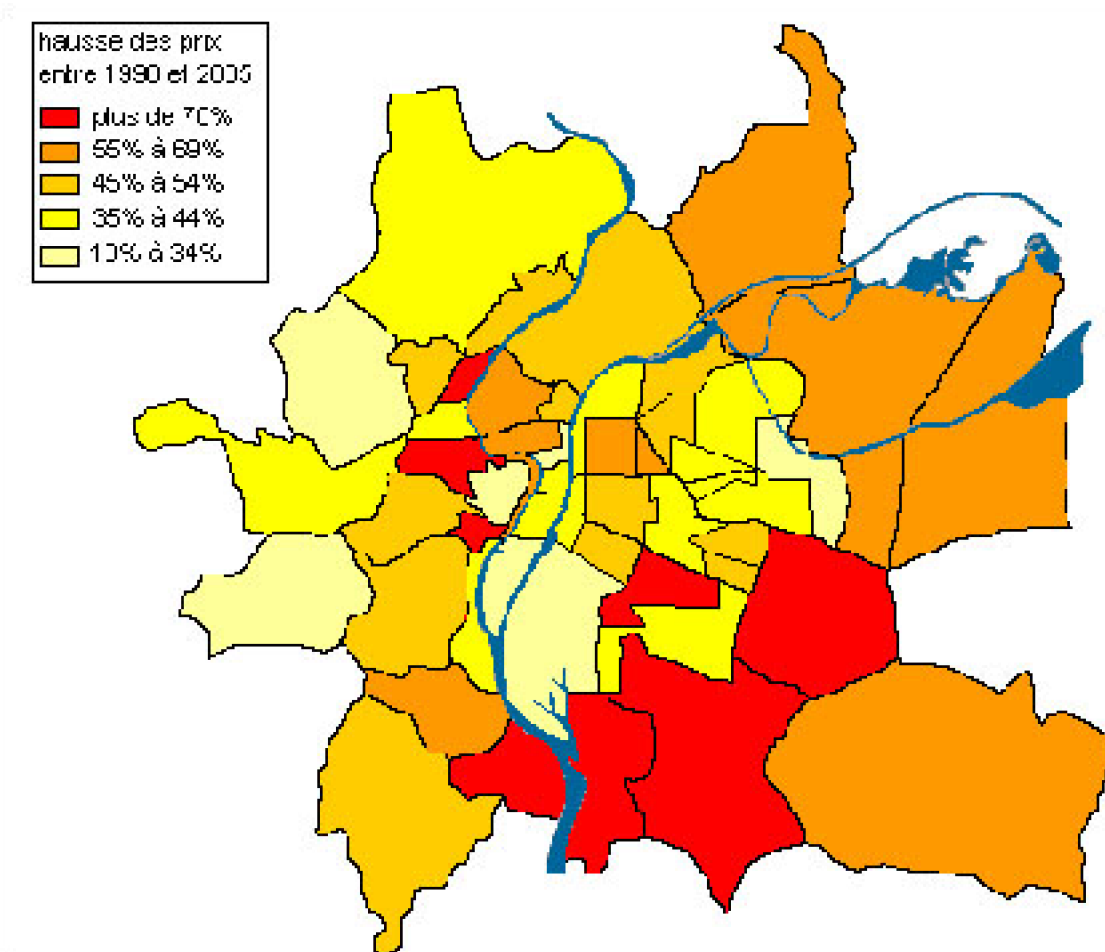 hausse des prix
entre 1990 et 2005
plus de 70%
55% à 69%
45% à 54%
35% à 44%
10% à 34%